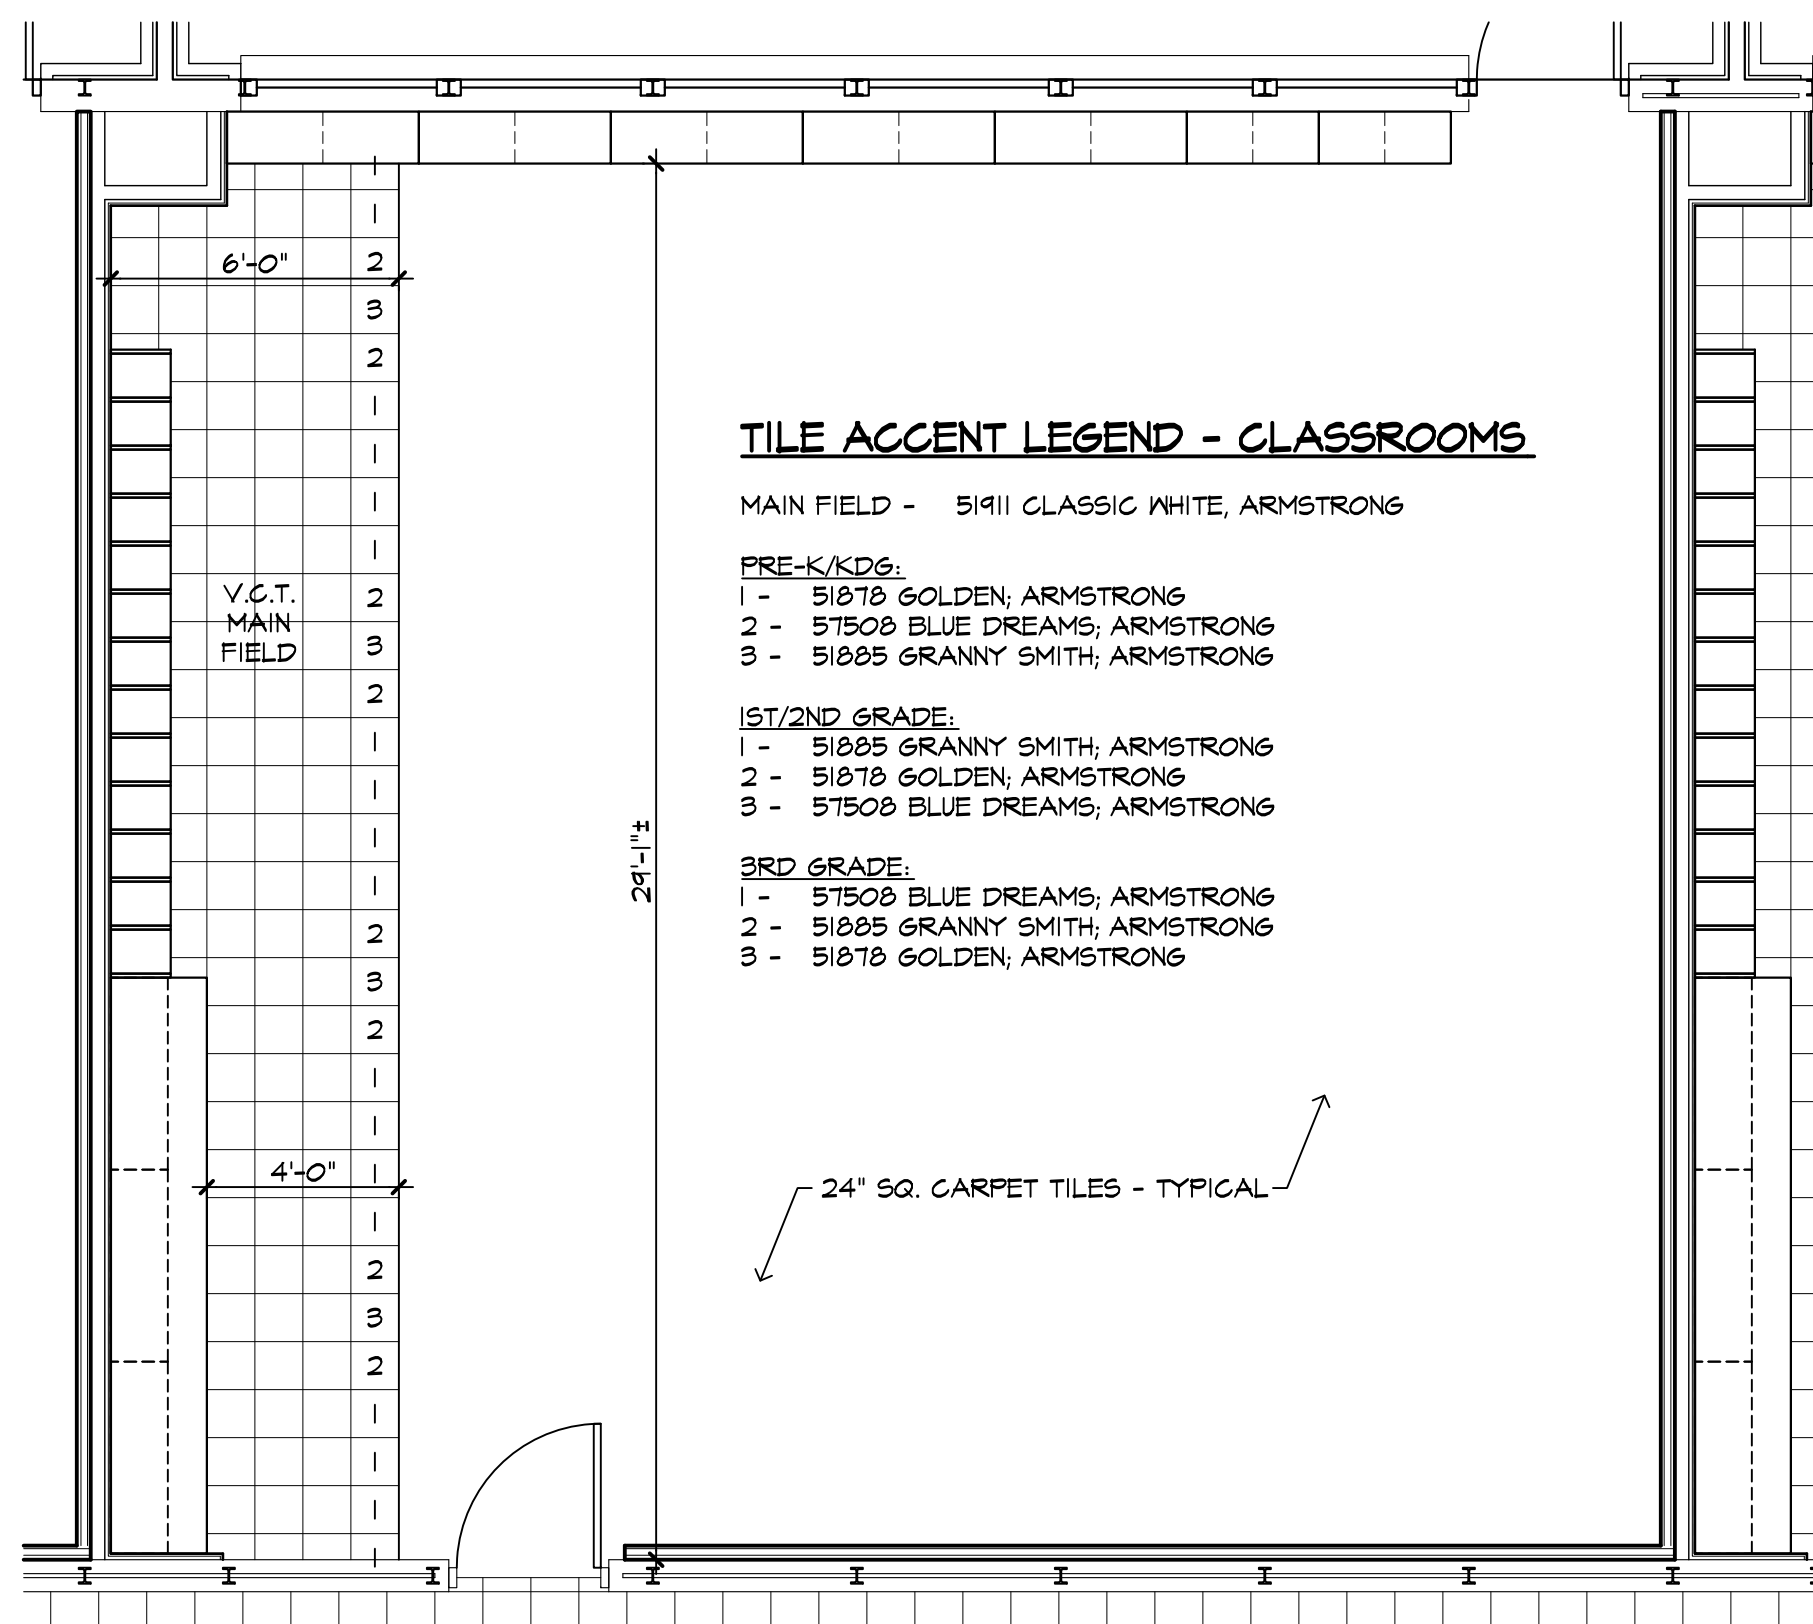 1
1
6'-0"
2
3
2
1
1
1
1
2
3
2
1
1
1
1
2
3
2
1
1
1
1
2
3
2
1
1
1
1
V.C.T.
MAIN
FIELD
4'-0"
29'-1"±
TILE ACCENT LEGEND - CLASSROOMS
MAIN FIELD - 51911 CLASSIC WHITE, ARMSTRONG
PRE-K/KDG:
1 - 51878 GOLDEN; ARMSTRONG
2 - 57508 BLUE DREAMS; ARMSTRONG
3 - 51885 GRANNY SMITH; ARMSTRONG
1ST/2ND GRADE:
1 - 51885 GRANNY SMITH; ARMSTRONG
2 - 51878 GOLDEN; ARMSTRONG
3 - 57508 BLUE DREAMS; ARMSTRONG
3RD GRADE:
1 - 57508 BLUE DREAMS; ARMSTRONG
2 - 51885 GRANNY SMITH; ARMSTRONG
3 - 51878 GOLDEN; ARMSTRONG
24" SQ. CARPET TILES - TYPICAL